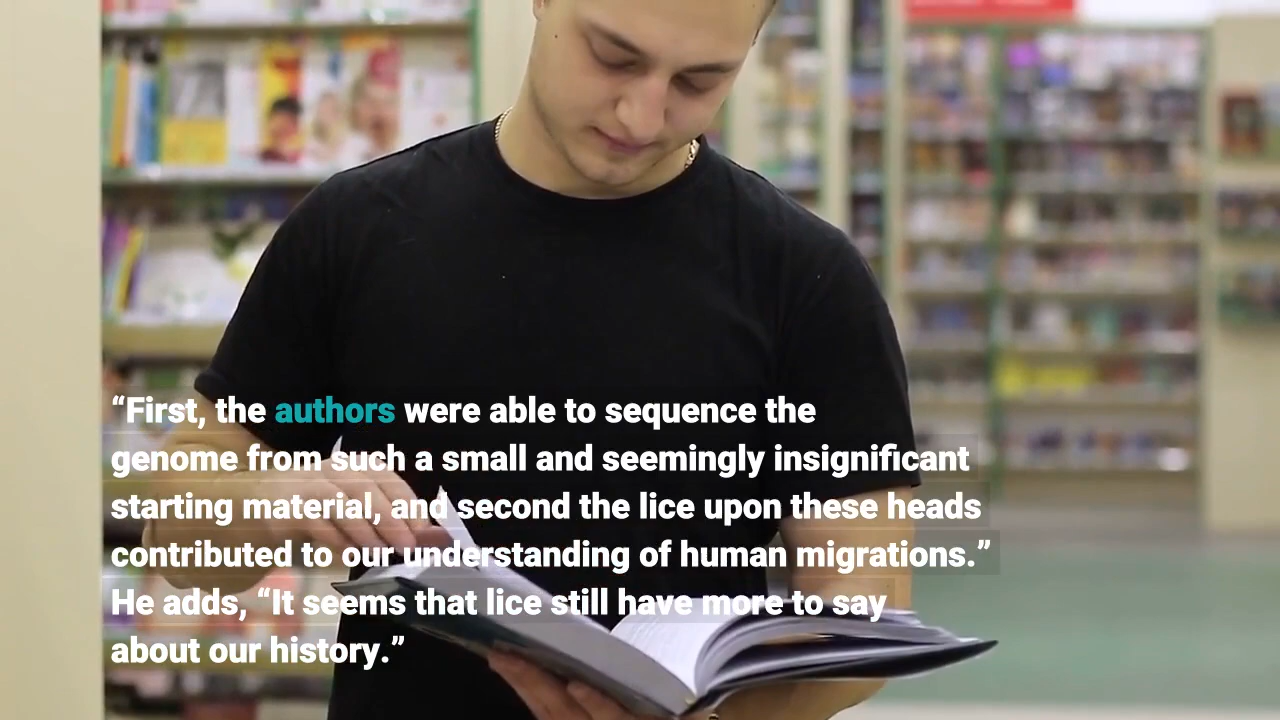 “First, the authors were able to sequence the
genome from such a small and seemingly insignificant
starting material, and second the lice upon these heads
contributed to our understanding of human migrations.”
He adds, “It seems that lice still have more to say
about our history.”